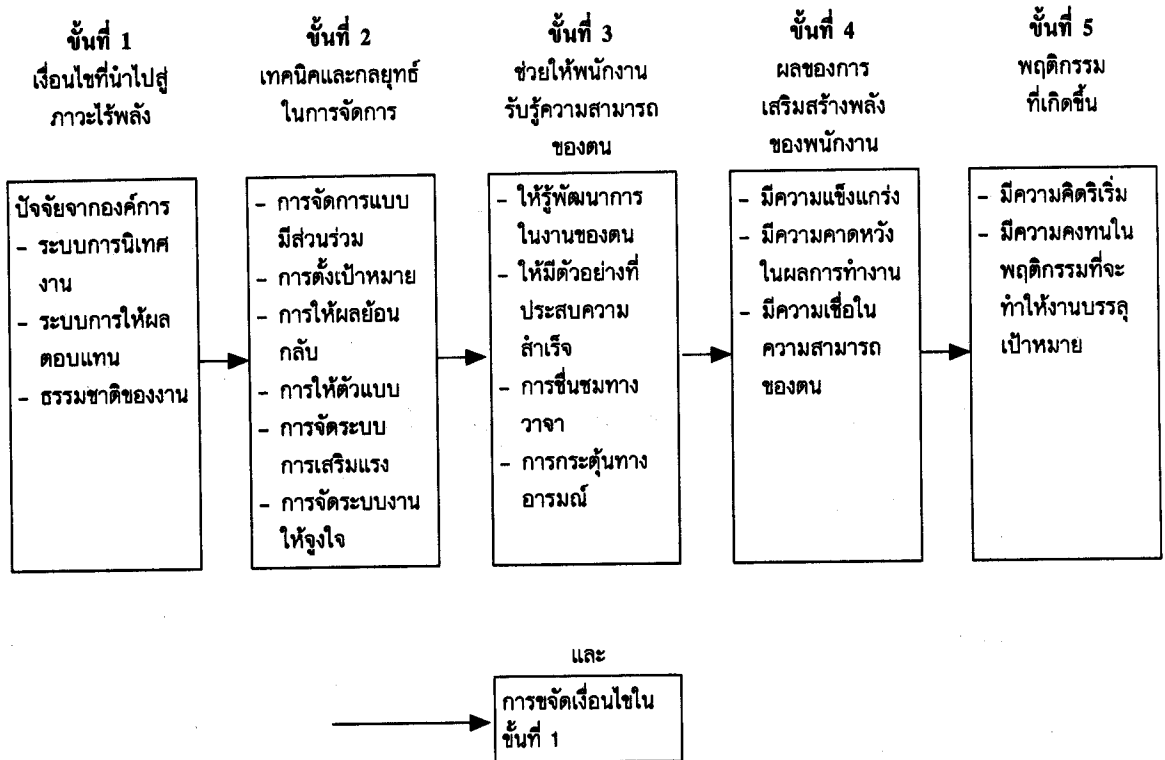 ขั้นที่ 1
เงื่อนไขที่นำไปสู่
ภาวะไร้พลัง
ปัจจัยจากองค์การ
– ระบบการนิเทศ
งาน
– ระบบการให้ผล
ตอบแทน
– ธรรมชาติของงาน
ขั้นที่ 2
เทคนิคและกลยุทธ์
ในการจัดการ
– การจัดการแบบ
มีส่วนร่วม
– การตั้งเป้าหมาย
– การให้ผลย้อน
กลับ
– การให้ตัวแบบ
– การจัดระบบ
การเสริมแรง
– การจัดระบบงาน
ให้จูงใจ
ขั้นที่ 3
ช่วยให้พนักงาน
รับรู้ความสามารถ
ของตน
– ให้รู้พัฒนาการ
ในงานของตน
– ให้มีตัวอย่างที่
ประสบความ
สำเร็จ
– การชื่นชมทาง
วาจา
– การกระตุ้นทาง
อารมณ์
ขั้นที่ 4
ผลของการ
เสริมสร้างพลัง
ของพนักงาน
– มีความแข็งแกร่ง
– มีความคาดหวัง
ในผลการทำงาน
– มีความเชื่อใน
ความสามารถ
ของตน
ขั้นที่ 5
พฤติกรรม
ที่เกิดขึ้น
– มีความคิดริเริ่ม
– มีความคงทนใน
พฤติกรรมที่จะ
ทำให้งานบรรลุ
เป้าหมาย
และ
การขจัดเงื่อนไขใน
ขั้นที่ 1